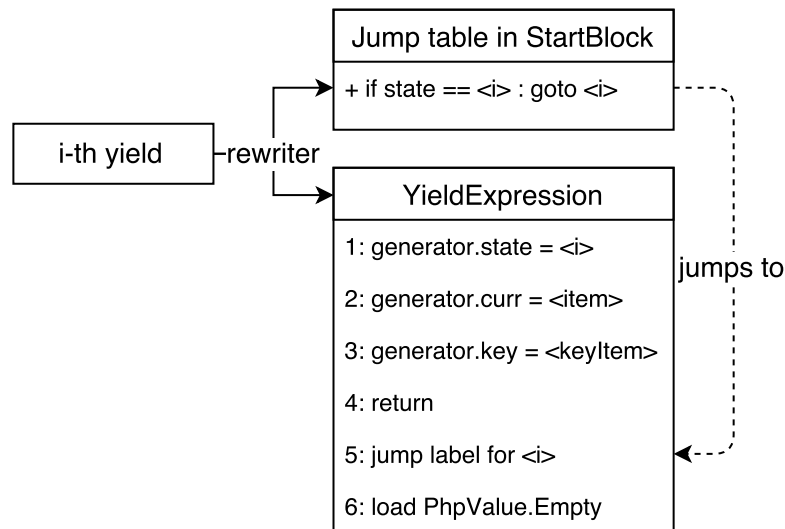 Jump table in StartBlock
+ if state == <i> : goto <i>
i-th yield
rewriter
YieldExpression
1: generator.state = <i>
jumps to
2: generator.curr = <item>
3: generator.key = <keyItem>
4: return
5: jump label for <i>
6: load PhpValue.Empty